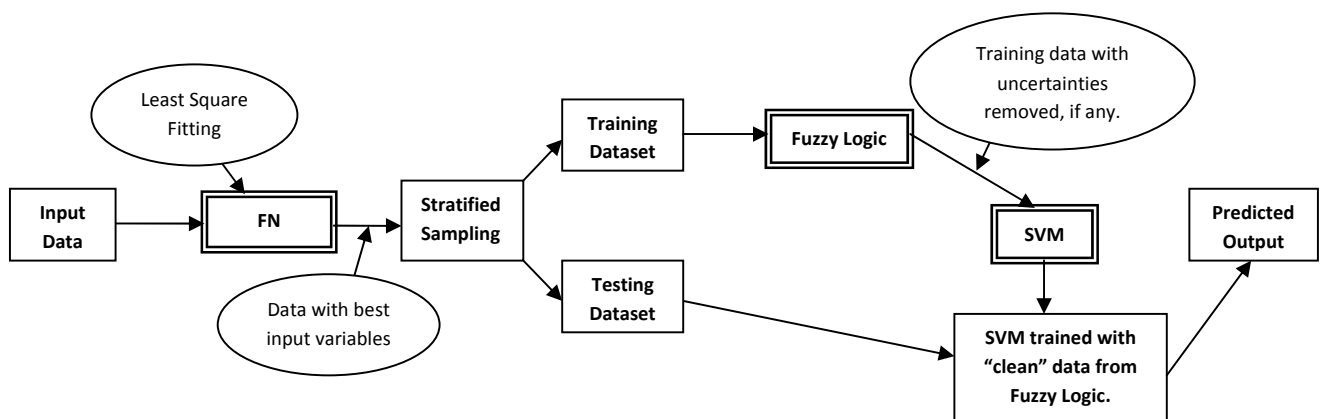 Least Square
Fitting
Input
Data
FN
Data with best
input variables
Stratified
Sampling
Training
Dataset
Testing
Dataset
Fuzzy Logic
Training data with
uncertainties
removed, if any.
SVM
SVM trained with
“clean” data from
Fuzzy Logic.
Predicted
Output